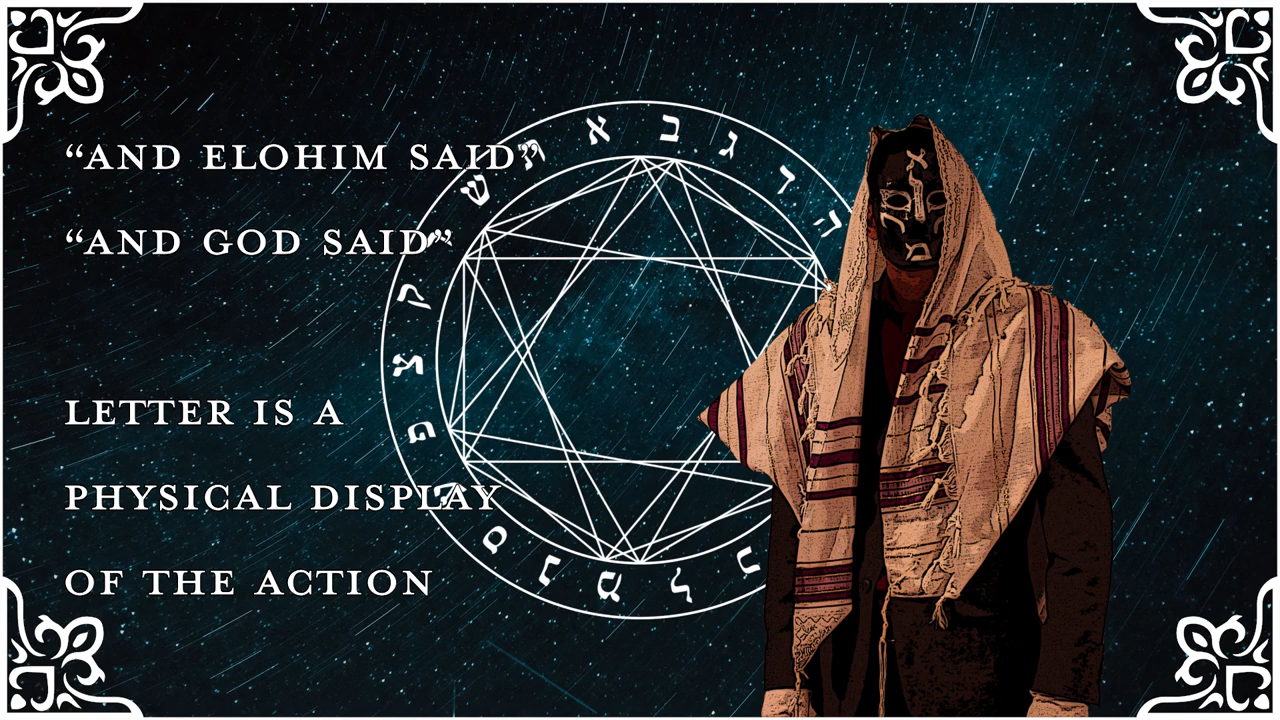 “AND ELOHIM SAID”
“AND GOD SAID”
LETTER IS A
PHYSICAL DISPLAY
OF THE ACTION
א ב ג ד ה
ל מ נ ס
פ צ ק
ש ת
א
ל
מ